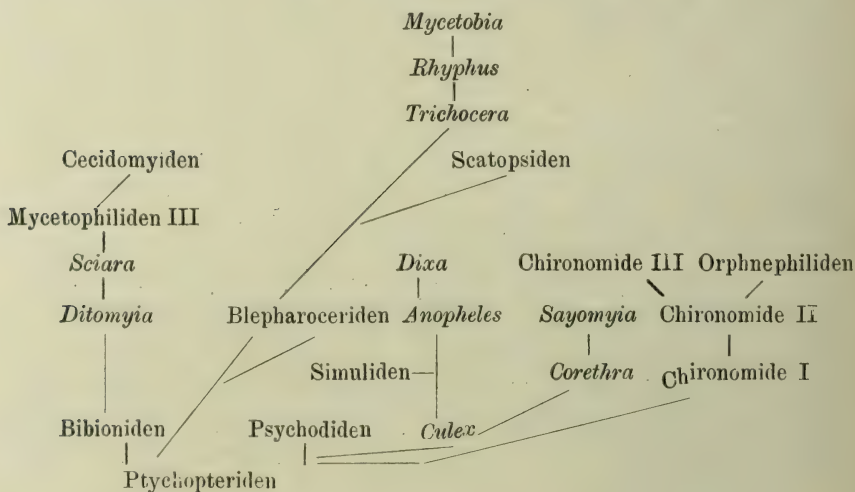 Mycetobia
Rhyphus
Trichocera
Cecidomyiden
Scatopsiden
Mycetophiliden III
Sciara
Dixa
Chironomide III Orphnephiliden
Ditomyia
Blepharoceriden
Anopheles
Sayomyia
Chironomide II
Simuliden
Corethra
Chironomide I
Bibioniden
Psychodiden
Culex
Ptychopteriden